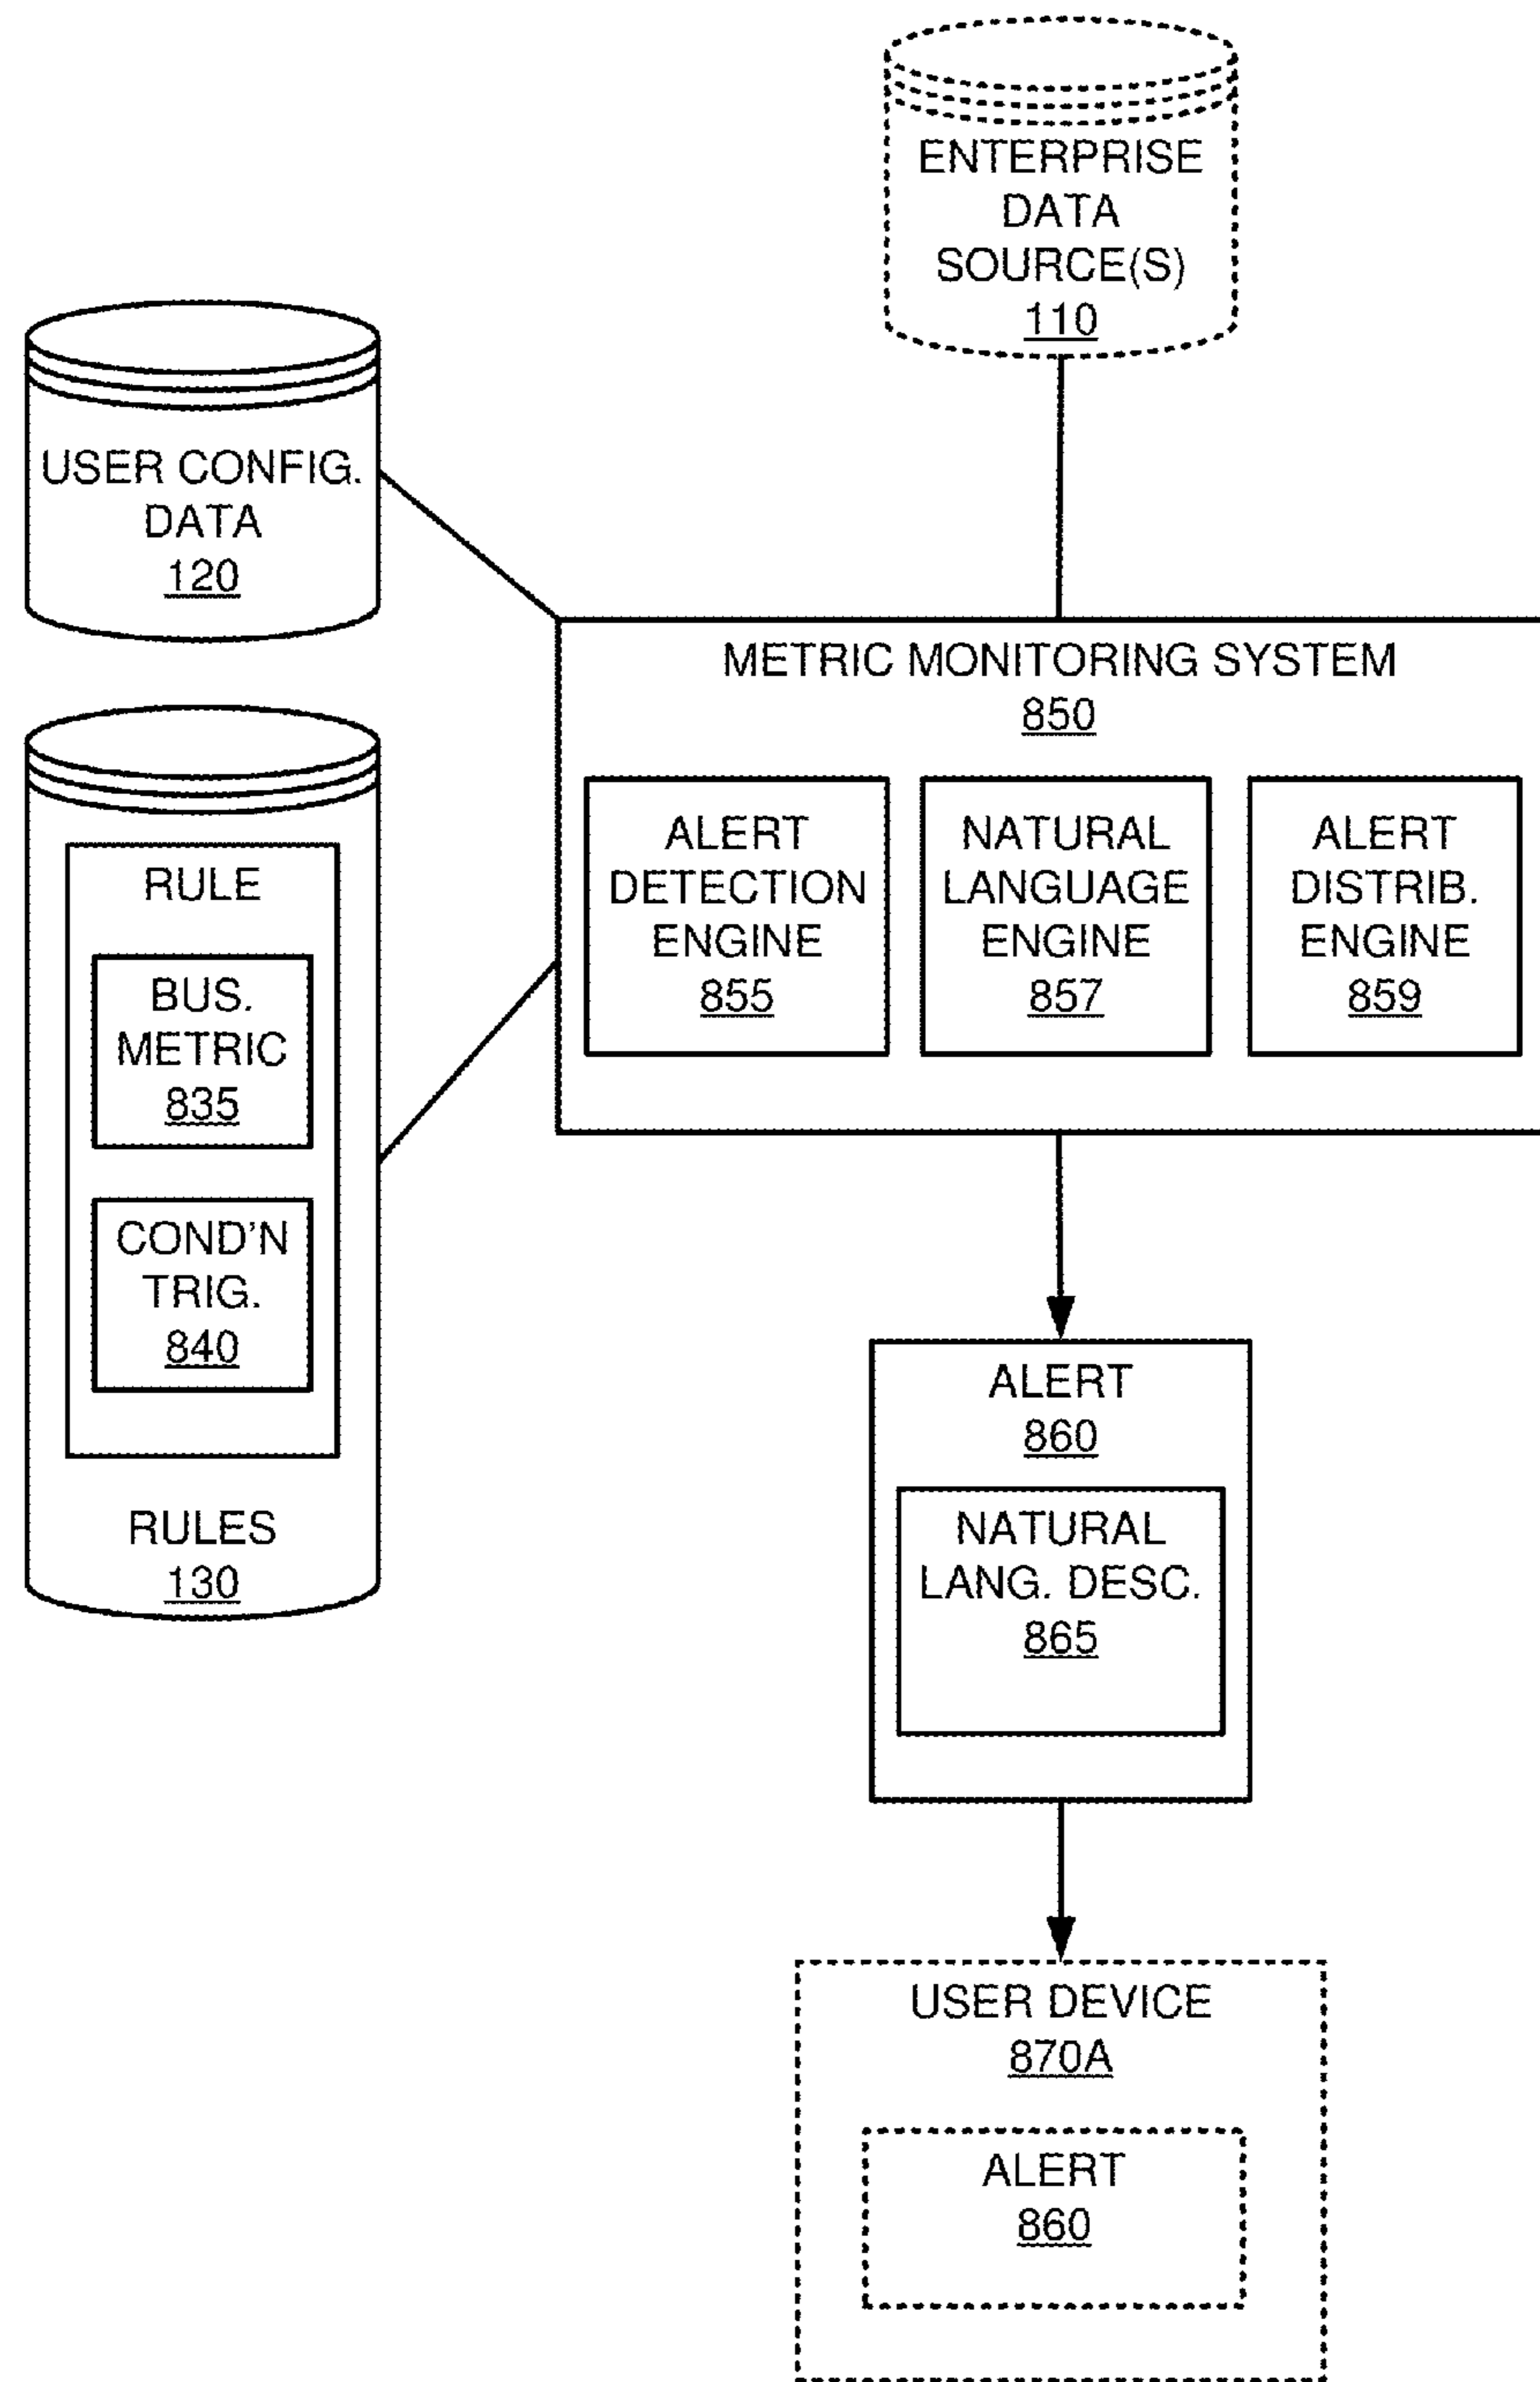 ENTERPRISE
DATA
SOURCE(S)
110
USER CONFIG.
DATA
120
METRIC MONITORING SYSTEM
850
ALERT
DETECTION
ENGINE
855
NATURAL
LANGUAGE
ENGINE
857
ALERT
DISTRIB.
ENGINE
859
RULE
BUS.
METRIC
835
COND'N
TRIG.
840
RULES
130
ALERT
860
NATURAL
LANG. DESC.
865
USER DEVICE
870A
ALERT
860